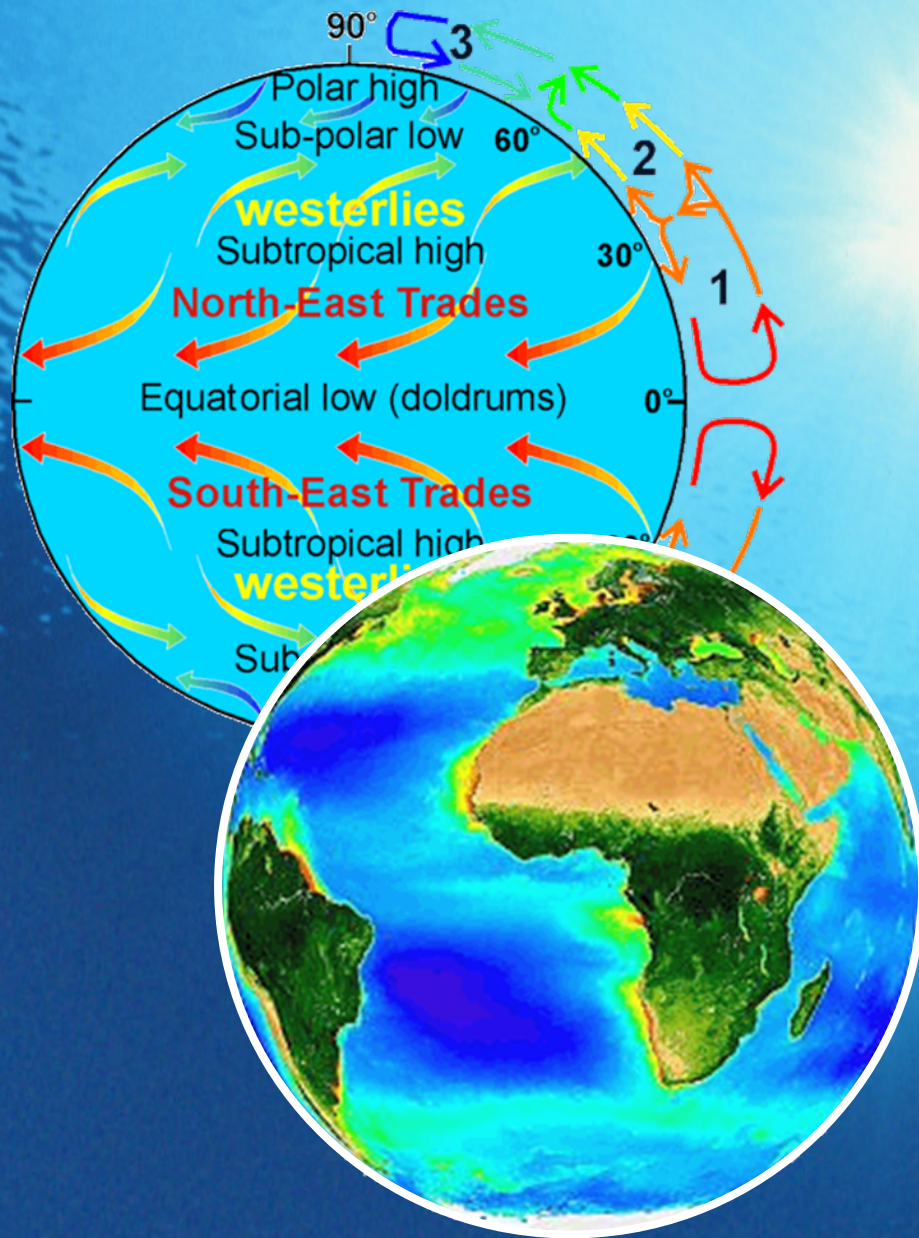 90°
3
Polar high
Sub-polar low
60°
2
westerlies
Subtropical high
30°
1
North-East Trades
Equatorial low (doldrums)
0°
South-East Trades
Subtropical high
Sub